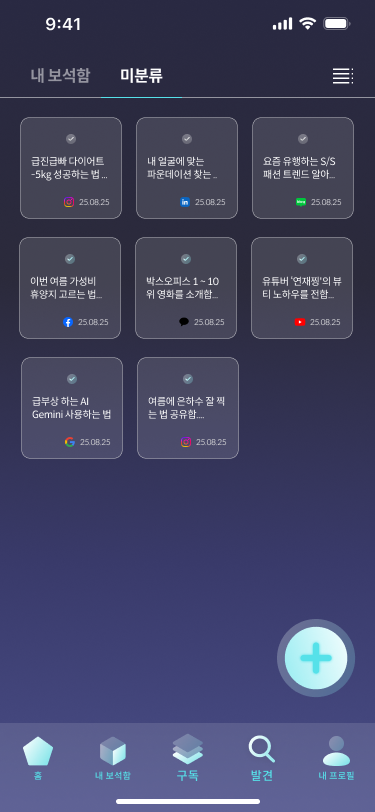 9:41
내 보석함
미분류
급진급빠 다이어트
-5kg 성공하는 법 ...
25.08.25
내 얼굴에 맞는
파운데이션 찾는 ..
25.08.25
요즘 유행하는 S/S
패션 트렌드 알아...
blog
25.08.25
이번 여름 가성비
휴양지 고르는 법...
25.08.25
박스오피스 1 ~ 10
위 영화를 소개합...
25.08.25
유튜버 '연재찡'의 뷰
티 노하우를 전합...
25.08.25
급부상 하는 AI
Gemini 사용하는 법
25.08.25
여름에 은하수 잘 찍
는 법 공유합....
25.08.25
홈
내 보석함
구독
발견
내 프로필